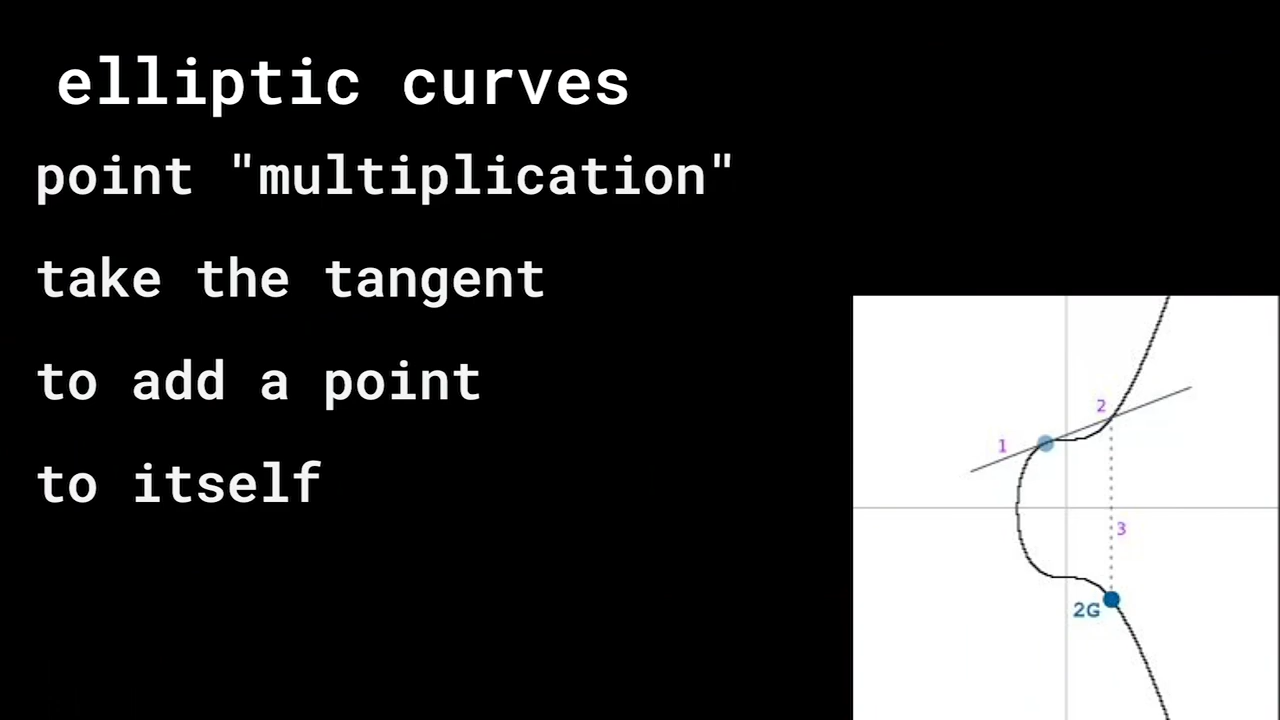 elliptic curves
point "multiplication"
take the tangent
to add a point
to itself
2
1
3
2G